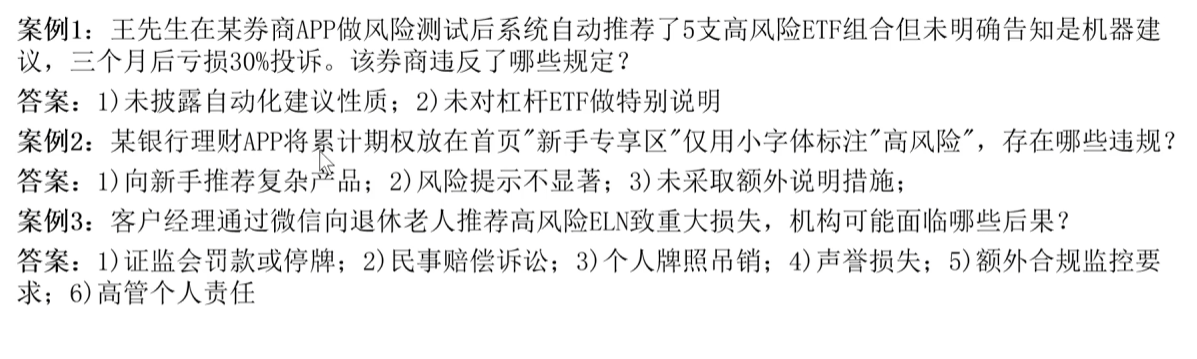 案例1：王先生在某券商APP做风险测试后系统自动推荐了5支高风险ETF组合但未明确告知是机器建
议，三个月后亏损30%投诉。该券商违反了哪些规定？
答案：1)未披露自动化建议性质；2)未对杠杆ETF做特别说明
案例2：某银行理财APP将累计期权放在首页"新手专享区"仅用小字体标注"高风险"，存在哪些违规？
答案：1)向新手推荐复杂产品；2)风险提示不显著；3)未采取额外说明措施；
案例3：客户经理通过微信向退休老人推荐高风险ELN致重大损失，机构可能面临哪些后果？
答案：1)证监会罚款或停牌；2)民事赔偿诉讼；3)个人牌照吊销；4)声誉损失；5)额外合规监控要
求；6)高管个人责任